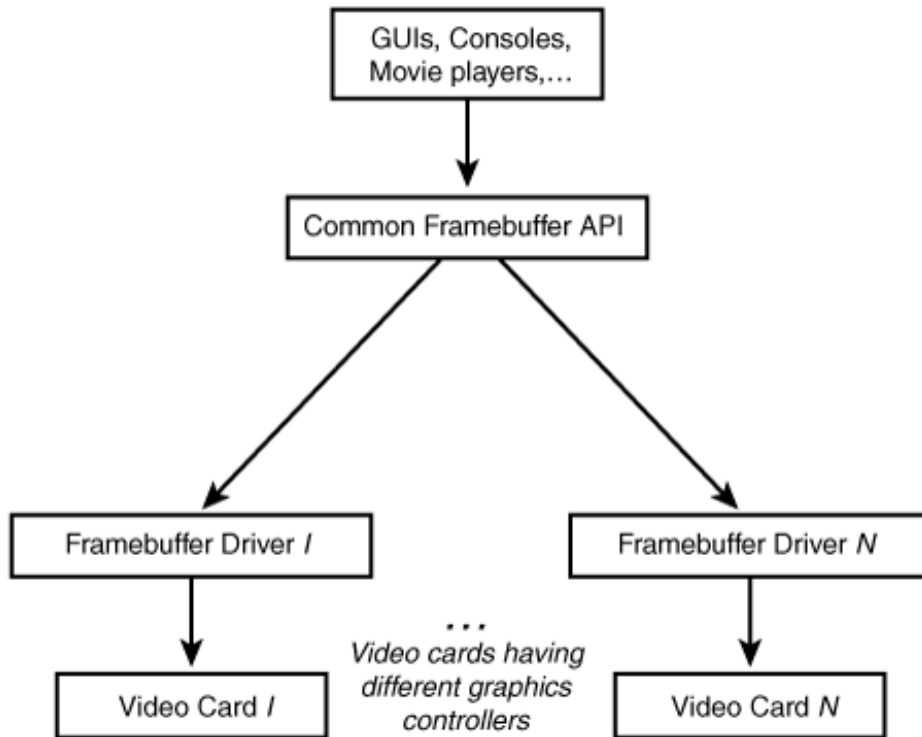 GUIs, Consoles,
Movie players,...
Common Framebuffer API
Framebuffer Driver I
Framebuffer Driver N
...
Video cards having
different graphics
controllers
Video Card I
Video Card N